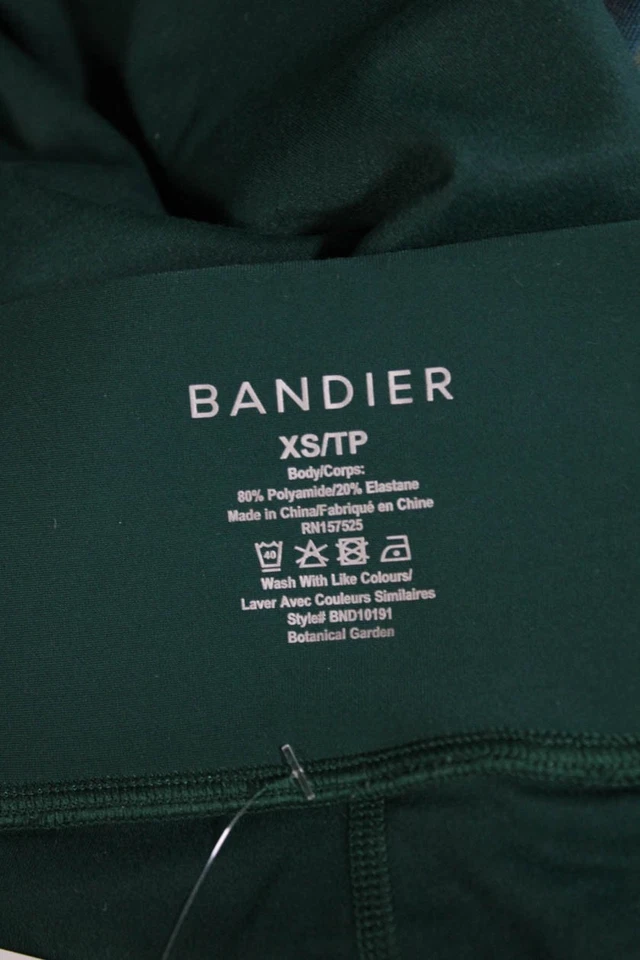 BANDIER
XS/TP
Body/Corps:
80% Polyamide/20% Elastane
Made in China/Fabriqué en Chine
RN157525
40
Wash With Like Colours/
Laver Avec Couleurs Similaires
Style# BND10191
Botanical Garden